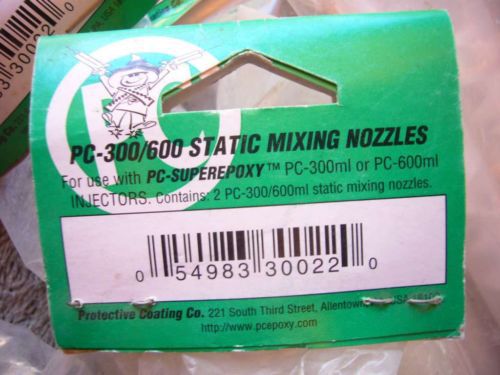 PC-300/600 STATIC MIXING NOZZLES
For use with PC-SUPEREPOXY™ PC-300ml or PC-600ml
INJECTORS. Contains: 2 PC-300/600ml static mixing nozzles.
0 54983 30022 0
Protective Coating Co. 221 South Third Street, Allentown, USA
http://www.pcepoxy.com